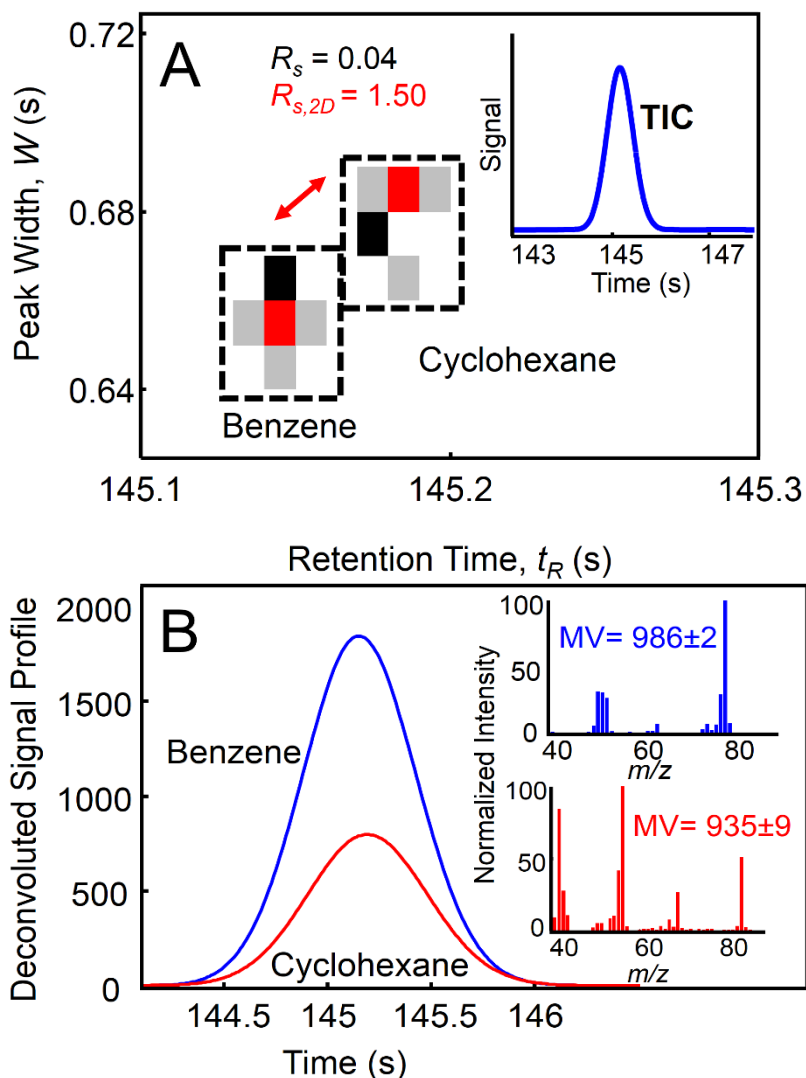 A
R_s = 0.04
R_s,2D = 1.50
Peak Width, W (s)
0.72
0.68
0.64
Benzene
Cyclohexane
145.1
145.2
145.3
Retention Time, t_R (s)
Signal
TIC
143
145
147
Time (s)
B
Deconvoluted Signal Profile
2000
1500
1000
500
0
Benzene
Cyclohexane
144.5
145
145.5
146
Time (s)
Normalized Intensity
100
50
0
MV= 986±2
40
60
80
m/z
100
50
0
MV= 935±9
40
60
80
m/z